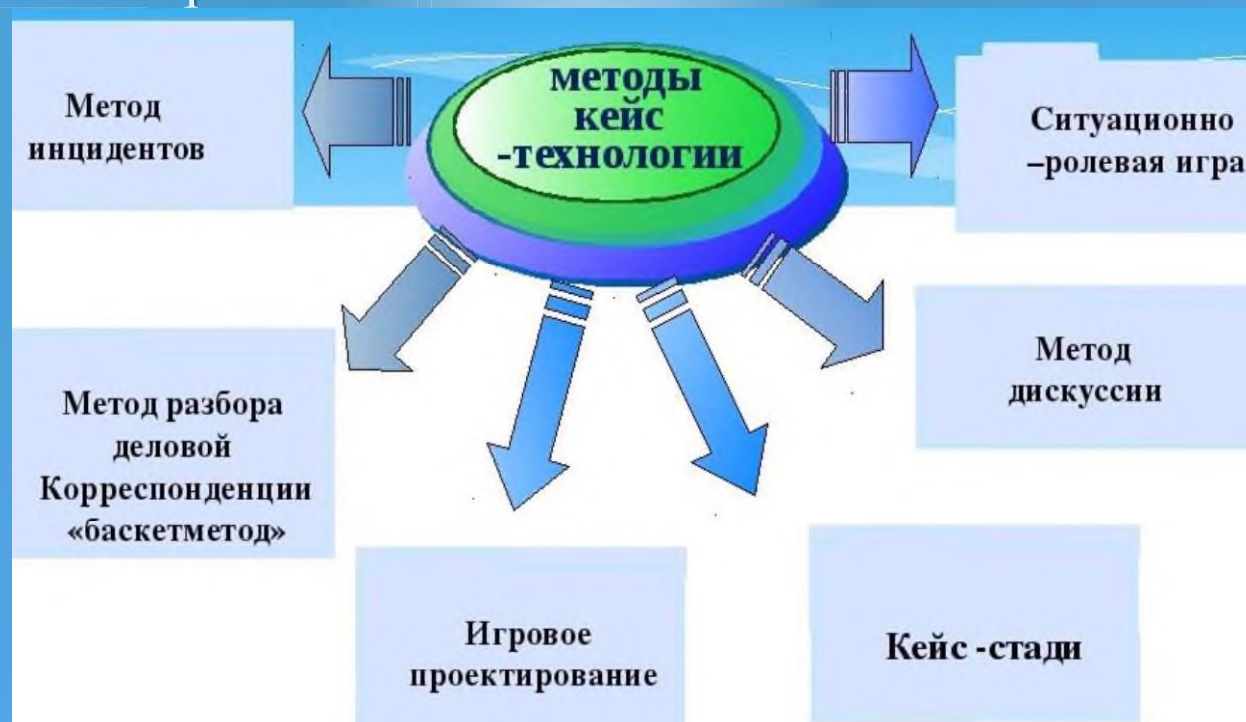 методы
кейс
-технологии
Метод
инцидентов
Ситуационно
–ролевая игра
Метод разбора
деловой
Корреспонденции
«баскетметод»
Метод
дискуссии
Игровое
проектирование
Кейс -стади